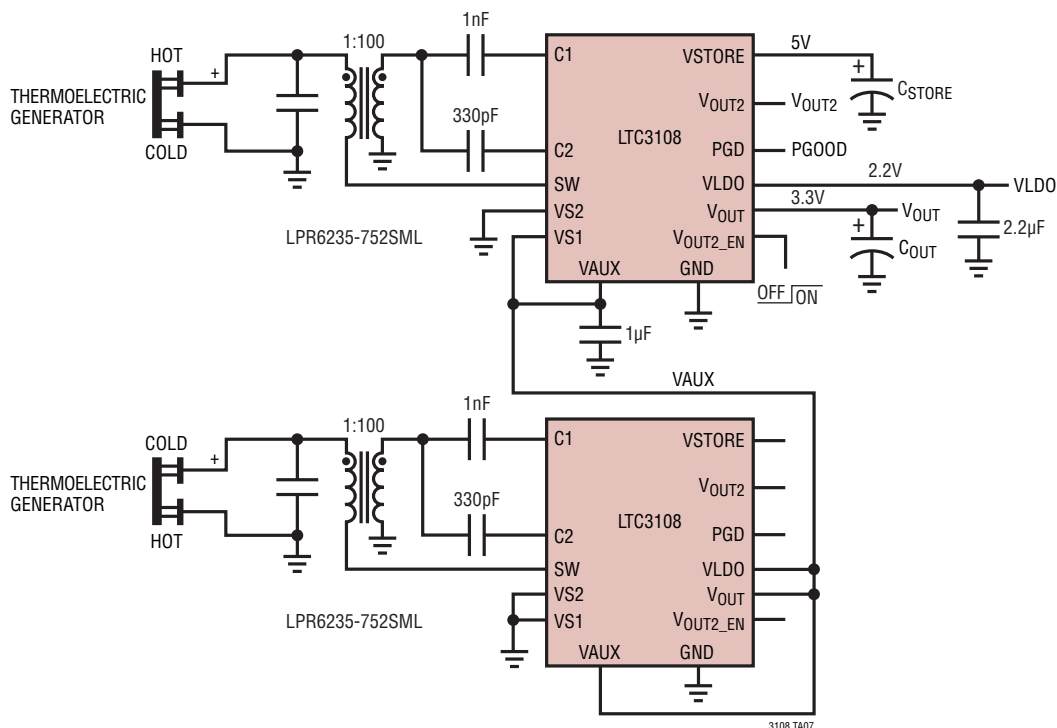 1nF
1:100
HOT
+
THERMOELECTRIC
GENERATOR
COLD
330pF
LPR6235-752SML
C1
C2
SW
VS2
VS1
VAUX
GND
LTC3108
VSTORE
VOUT2
PGD
VLDO
VOUT
VOUT2_EN
5V
+
CSTORE
VOUT2
PGOOD
2.2V
VLDO
3.3V
VOUT
+
COUT
2.2µF
OFF ON
1µF
VAUX
1nF
1:100
COLD
+
THERMOELECTRIC
GENERATOR
HOT
330pF
LPR6235-752SML
C1
C2
SW
VS2
VS1
VAUX
GND
LTC3108
VSTORE
VOUT2
PGD
VLDO
VOUT
VOUT2_EN
3108 TA07